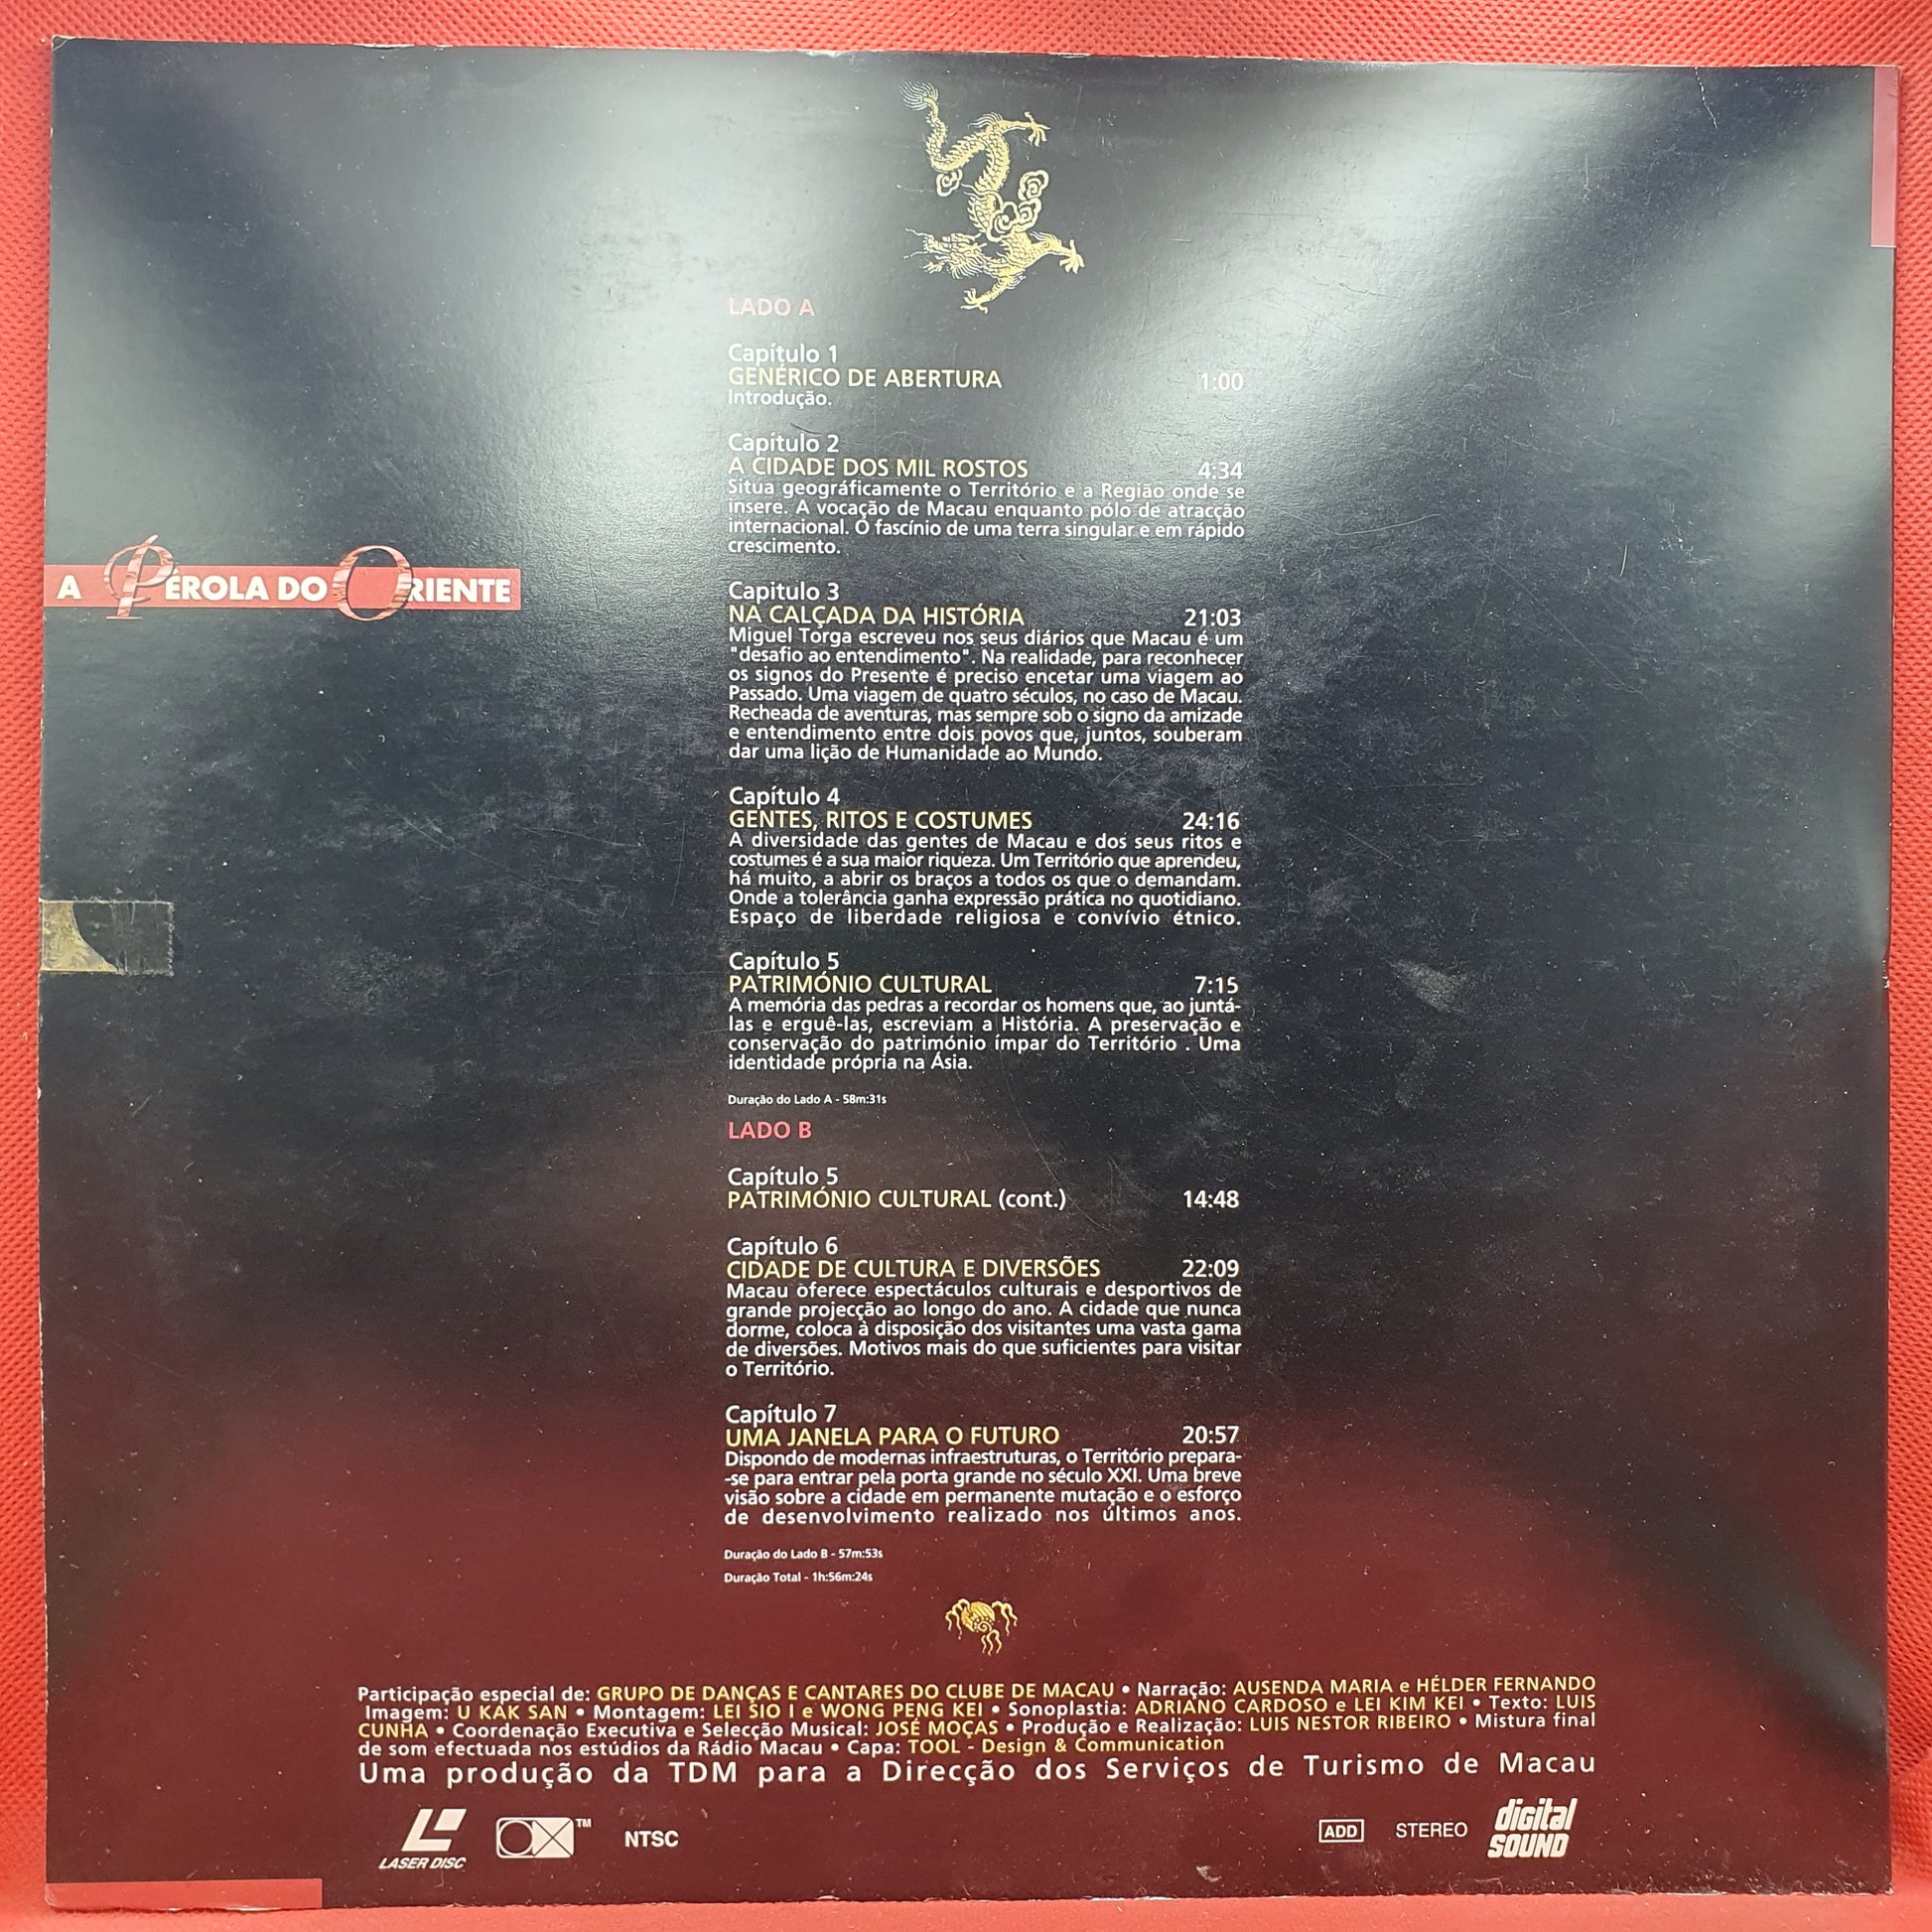 A PÉROLA DO ORIENTE
LADO A
Capítulo 1
GENÉRICO DE ABERTURA 1:00
Introdução.
Capítulo 2
A CIDADE DOS MIL ROSTOS 4:34
Situa geográficamente o Território e a Região onde se
insere. A vocação de Macau enquanto pólo de atracção
internacional. O fascínio de uma terra singular e em rápido
crescimento.
Capitulo 3
NA CALÇADA DA HISTÓRIA 21:03
Miguel Torga escreveu nos seus diários que Macau é um
"desafio ao entendimento". Na realidade, para reconhecer
os signos do Presente é preciso encetar uma viagem ao
Passado. Uma viagem de quatro séculos, no caso de Macau.
Recheada de aventuras, mas sempre sob o signo da amizade
e entendimento entre dois povos que, juntos, souberam
dar uma lição de Humanidade ao Mundo.
Capítulo 4
GENTES, RITOS E COSTUMES 24:16
A diversidade das gentes de Macau e dos seus ritos e
costumes é a sua maior riqueza. Um Território que aprendeu,
há muito, a abrir os braços a todos os que o demandam.
Onde a tolerância ganha expressão prática no quotidiano.
Espaço de liberdade religiosa e convívio étnico.
Capítulo 5
PATRIMÓNIO CULTURAL 7:15
A memória das pedras a recordar os homens que, ao juntá-
las e erguê-las, escreviam a História. A preservação e
conservação do património ímpar do Território . Uma
identidade própria na Ásia.
Duração do Lado A - 58m:31s
LADO B
Capítulo 5
PATRIMÓNIO CULTURAL (cont.) 14:48
Capítulo 6
CIDADE DE CULTURA E DIVERSÕES 22:09
Macau oferece espectáculos culturais e desportivos de
grande projecção ao longo do ano. A cidade que nunca
dorme, coloca à disposição dos visitantes uma vasta gama
de diversões. Motivos mais do que suficientes para visitar
o Território.
Capítulo 7
UMA JANELA PARA O FUTURO 20:57
Dispondo de modernas infraestruturas, o Território prepara-
-se para entrar pela porta grande no século XXI. Uma breve
visão sobre a cidade em permanente mutação e o esforço
de desenvolvimento realizado nos últimos anos.
Duração do Lado B - 57m:53s
Duração Total - 1h:56m:24s
Participação especial de: GRUPO DE DANÇAS E CANTARES DO CLUBE DE MACAU • Narração: AUSENDA MARIA e HÉLDER FERNANDO
Imagem: U KAK SAN • Montagem: LEI SIO I e WONG PENG KEI • Sonoplastia: ADRIANO CARDOSO e LEI KIM KEI • Texto: LUIS
CUNHA • Coordenação Executiva e Selecção Musical: JOSÉ MOÇAS • Produção e Realização: LUIS NESTOR RIBEIRO • Mistura final
de som efectuada nos estúdios da Rádio Macau • Capa: TOOL - Design & Communication
Uma produção da TDM para a Direcção dos Serviços de Turismo de Macau
LASER DISC TM NTSC ADD STEREO digital SOUND